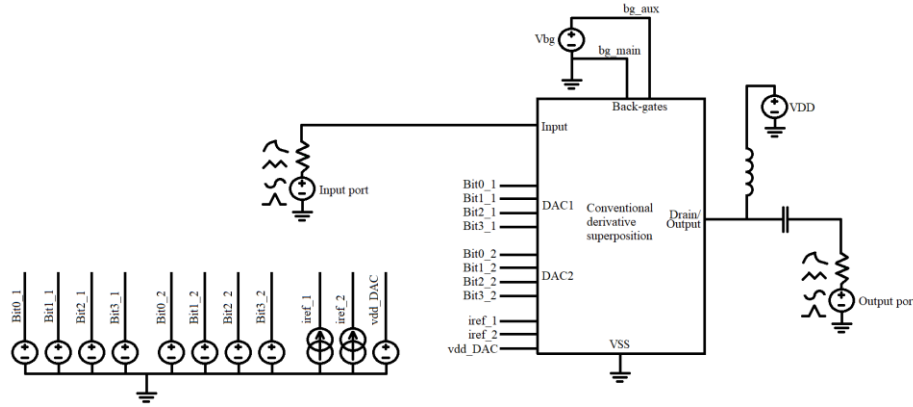 bg_aux
Vbg
bg_main
Back-gates
VDD
Input
Input port
Bit0_1
Bit1_1
Bit2_1
Bit3_1
DAC1
Conventional
derivative
superposition
Drain/
Output
Bit0_2
Bit1_2
Bit2_2
Bit3_2
DAC2
iref_1
iref_2
vdd_DAC
VSS
Output port
Bit0_1
Bit1_1
Bit2_1
Bit3_1
Bit0_2
Bit1_2
Bit2_2
Bit3_2
iref_1
iref_2
vdd_DAC